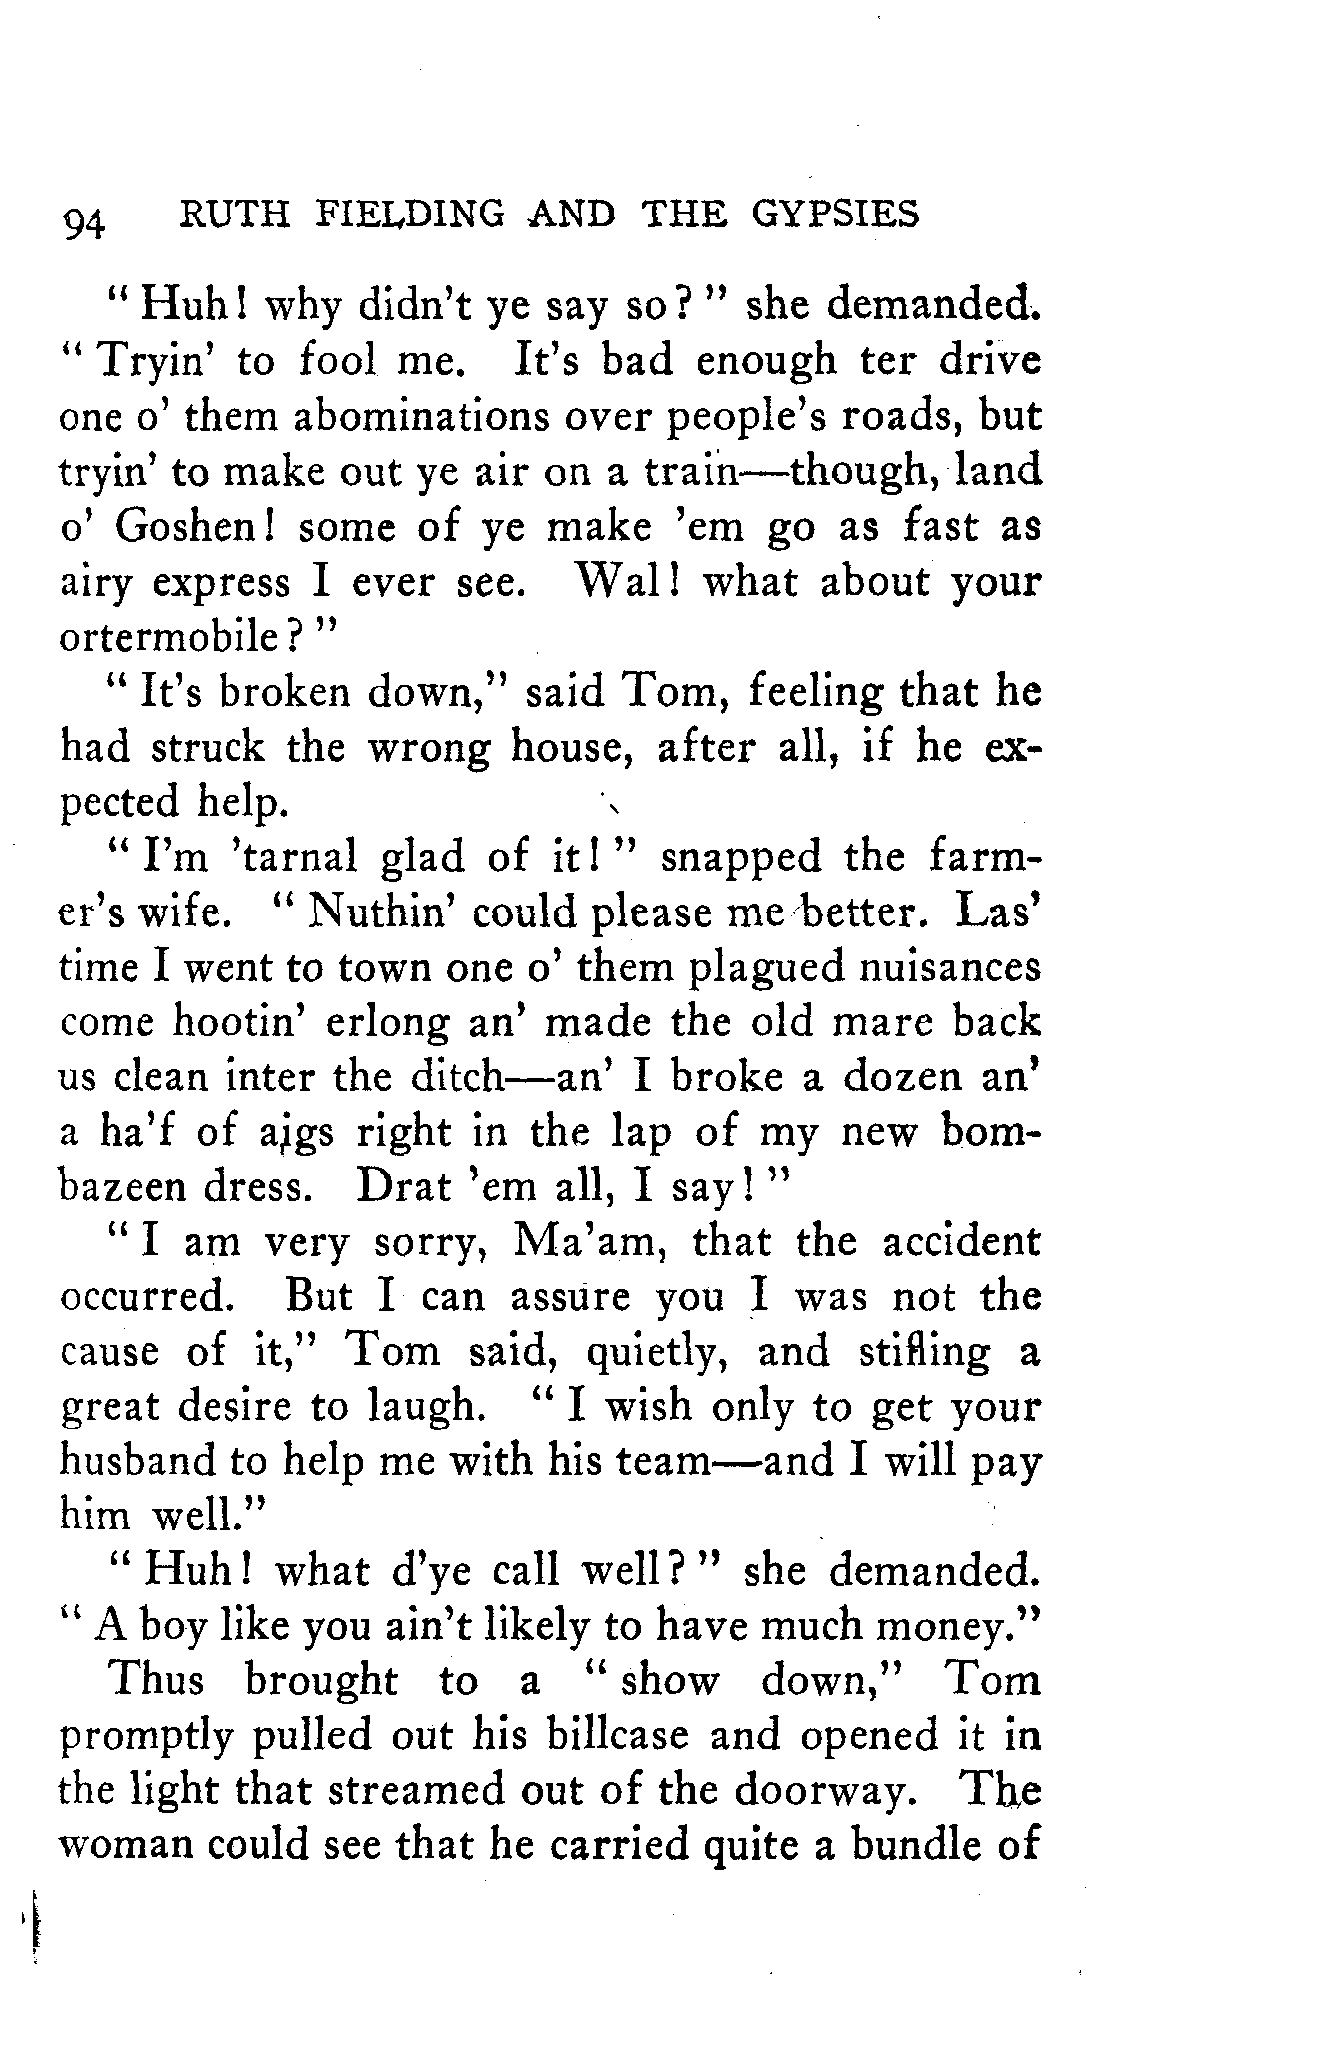 94 RUTH FIELDING AND THE GYPSIES
“ Huh! why didn't ye say so? ” she demanded.
“ Tryin' to fool me. It's bad enough ter drive
one o' them abominations over people's roads, but
tryin' to make out ye air on a train—though, land
o' Goshen! some of ye make 'em go as fast as
airy express I ever see. Wal! what about your
ortermobile? ”
“ It's broken down,” said Tom, feeling that he
had struck the wrong house, after all, if he ex-
pected help.
“ I'm 'tarnal glad of it! ” snapped the farm-
er's wife. “ Nuthin' could please me better. Las'
time I went to town one o' them plagued nuisances
come hootin' erlong an' made the old mare back
us clean inter the ditch—an' I broke a dozen an'
a ha'f of aigs right in the lap of my new bom-
bazeen dress. Drat 'em all, I say! ”
“ I am very sorry, Ma'am, that the accident
occurred. But I can assure you I was not the
cause of it,” Tom said, quietly, and stifling a
great desire to laugh. “ I wish only to get your
husband to help me with his team—and I will pay
him well.”
“ Huh! what d'ye call well? ” she demanded.
“ A boy like you ain't likely to have much money.”
Thus brought to a “ show down,” Tom
promptly pulled out his billcase and opened it in
the light that streamed out of the doorway. The
woman could see that he carried quite a bundle of